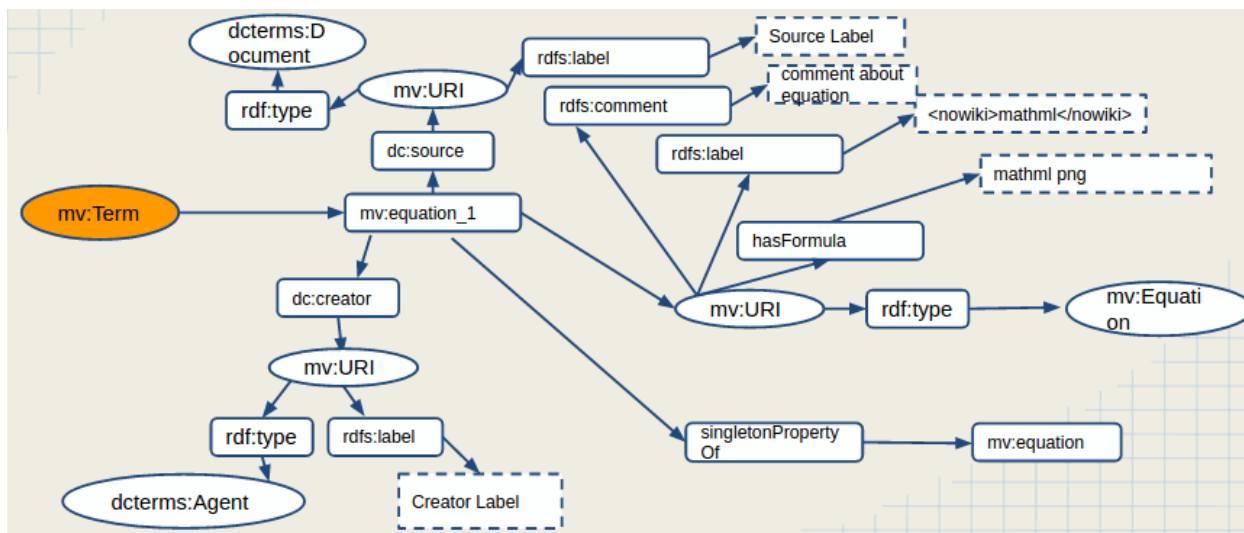 dcterms:D
ocument
rdf:type
mv:URI
rdfs:label
Source Label
rdfs:comment
comment about
equation
dc:source
rdfs:label
<nowiki>mathml</nowiki>
mv:Term
mv:equation_1
mathml png
hasFormula
dc:creator
mv:URI
rdf:type
mv:Equati
on
mv:URI
rdf:type
rdfs:label
singletonProperty
Of
mv:equation
dcterms:Agent
Creator Label